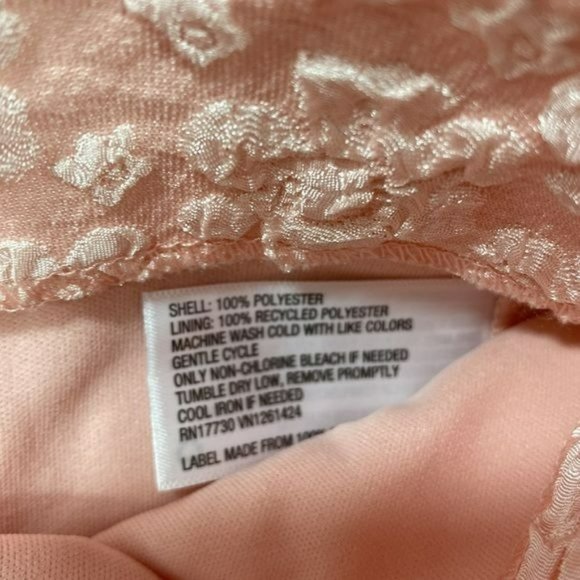 SHELL: 100% POLYESTER
LINING: 100% RECYCLED POLYESTER
MACHINE WASH COLD WITH LIKE COLORS
GENTLE CYCLE
ONLY NON-CHLORINE BLEACH IF NEEDED
TUMBLE DRY LOW, REMOVE PROMPTLY
COOL IRON IF NEEDED
RN17730 VN1261424
LABEL MADE FROM 100%